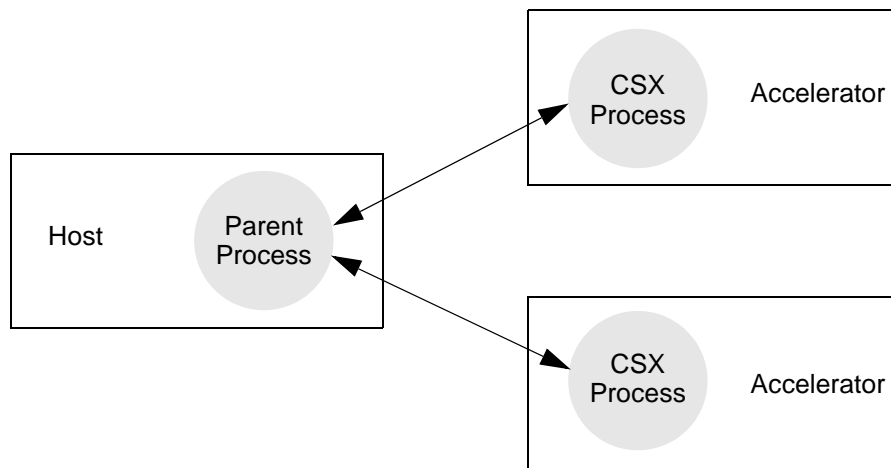 CSX
Process
Accelerator
Host
Parent
Process
CSX
Process
Accelerator